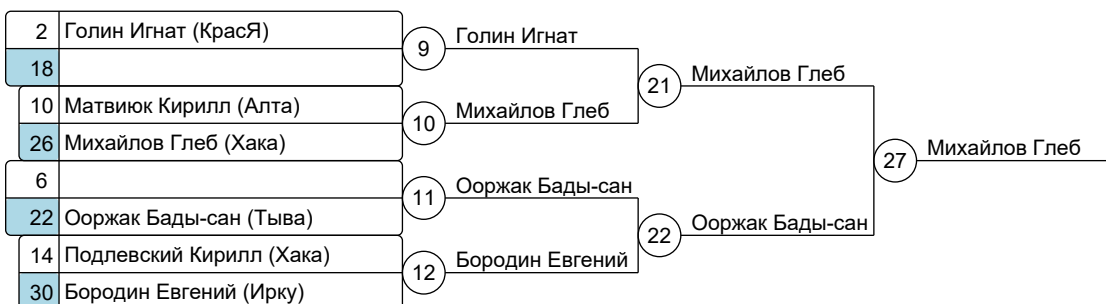 2 Голин Игнат (КрасЯ)
18
9 Голин Игнат
10 Матвиюк Кирилл (Алта)
26 Михайлов Глеб (Хака)
10 Михайлов Глеб
21 Михайлов Глеб
6
22 Ооржак Бады-сан (Тыва)
11 Ооржак Бады-сан
14 Подлевский Кирилл (Хака)
30 Бородин Евгений (Ирку)
12 Бородин Евгений
22 Ооржак Бады-сан
27 Михайлов Глеб